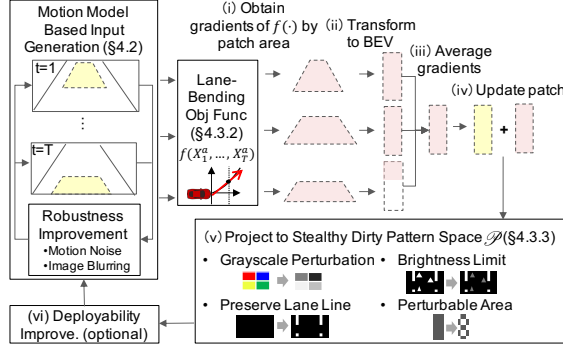 Motion Model
Based Input
Generation (§4.2)
t=1
⋮
t=T
Robustness
Improvement
•Motion Noise
•Image Blurring
(i) Obtain
gradients of f(·) by
patch area
(ii) Transform
to BEV
(iii) Average
gradients
(iv) Update patch
Lane-
Bending
Obj Func
(§4.3.2)
f(X₁ᵃ, …, X_Tᵃ)
+
(v) Project to Stealthy Dirty Pattern Space 𝒫(§4.3.3)
• Grayscale Perturbation
• Brightness Limit
• Preserve Lane Line
• Perturbable Area
(vi) Deployability
Improve. (optional)